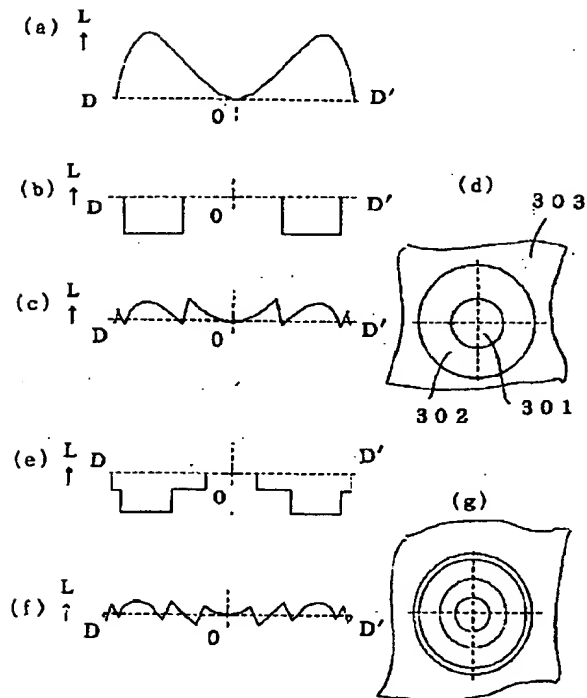 (a) L
↑
D D'
0
(b) L
↑
D D'
0
(d)
303
(c) L
↑
D D'
0
302 301
(e) L
↑
D D'
0
(g)
(f) L
↑
D D'
0